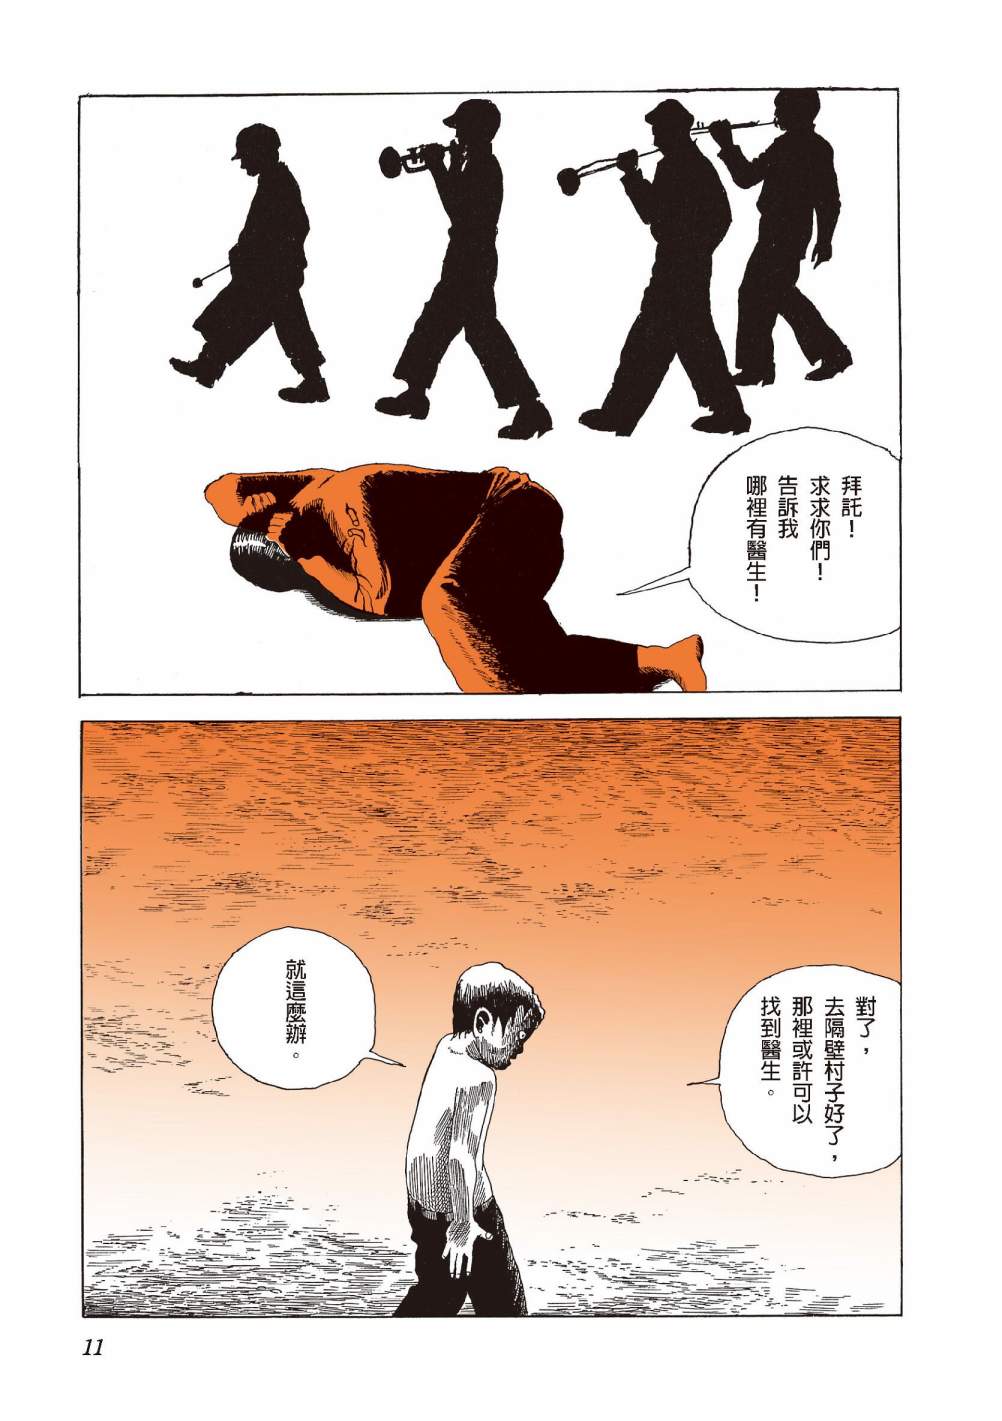 拜託！
求求你們！
告訴我
哪裡有醫生！
對了，
去隔壁村子好了，
那裡或許可以
找到醫生。
就這麼辦。
11